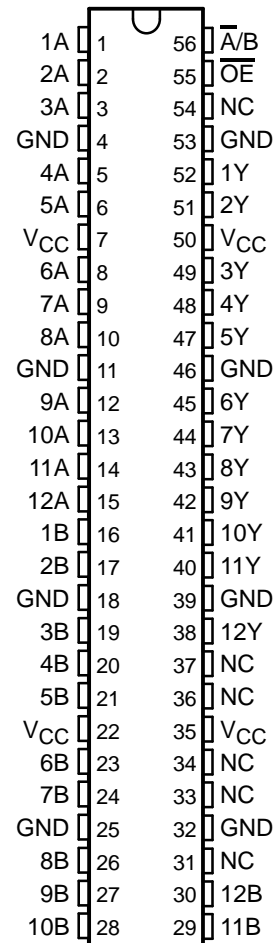 1A 1 56 A̅/B
2A 2 55 O̅E̅
3A 3 54 NC
GND 4 53 GND
4A 5 52 1Y
5A 6 51 2Y
VCC 7 50 VCC
6A 8 49 3Y
7A 9 48 4Y
8A 10 47 5Y
GND 11 46 GND
9A 12 45 6Y
10A 13 44 7Y
11A 14 43 8Y
12A 15 42 9Y
1B 16 41 10Y
2B 17 40 11Y
GND 18 39 GND
3B 19 38 12Y
4B 20 37 NC
5B 21 36 NC
VCC 22 35 VCC
6B 23 34 NC
7B 24 33 NC
GND 25 32 GND
8B 26 31 NC
9B 27 30 12B
10B 28 29 11B